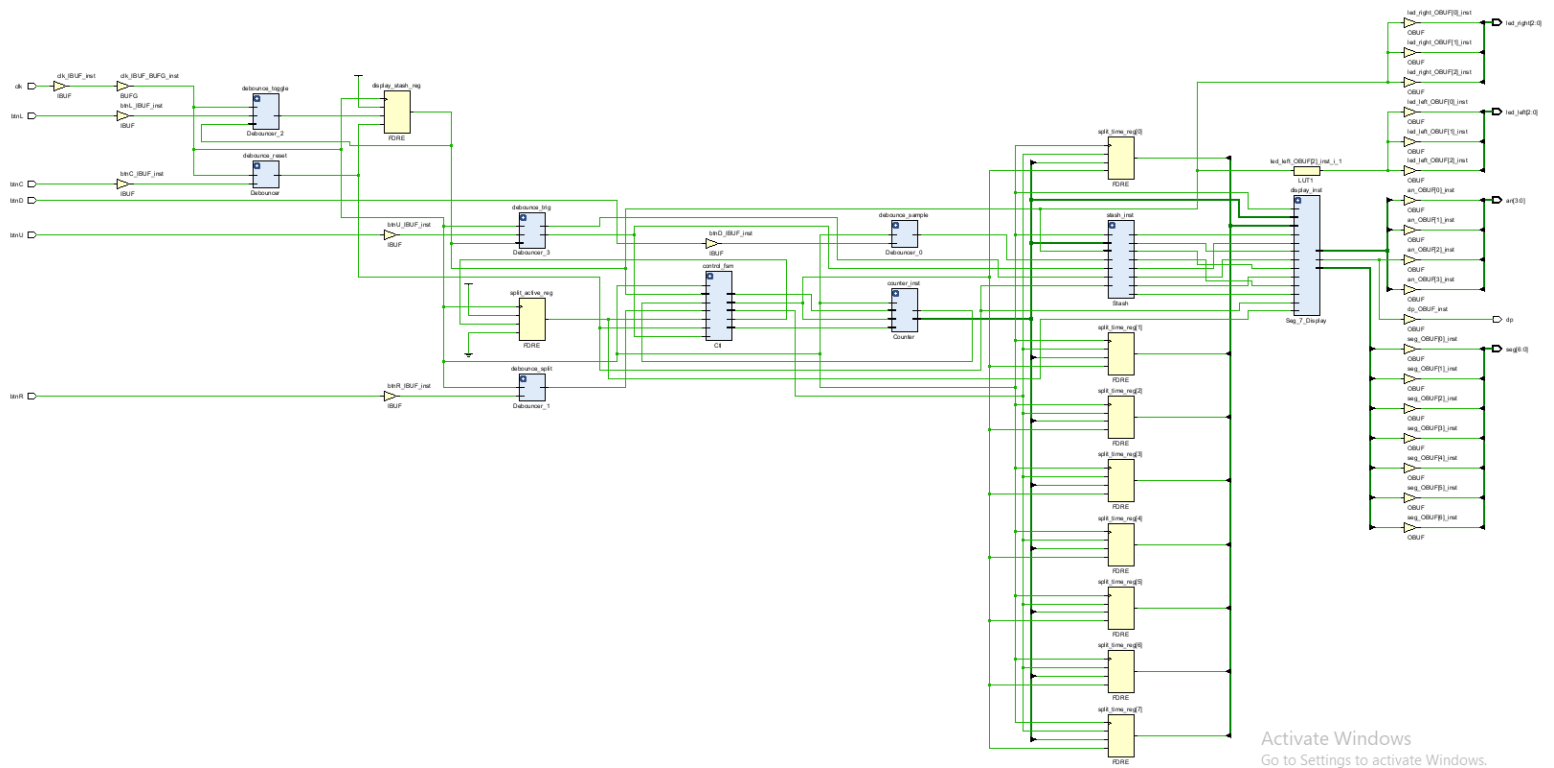 clk
clk_IBUF_inst
IBUF
clk_IBUF_BUFG_inst
BUFG
btnL
btnL_IBUF_inst
IBUF
debounce_toggle
Debouncer_2
display_stash_reg
FDRE
debounce_reset
Debouncer
btnC
btnC_IBUF_inst
IBUF
btnD
btnU
btnU_IBUF_inst
IBUF
debounce_trig
Debouncer_3
btnD_IBUF_inst
IBUF
debounce_sample
Debouncer_0
control_fsm
Ctl
counter_inst
Counter
split_active_reg
FDRE
debounce_split
Debouncer_1
btnR
btnR_IBUF_inst
IBUF
split_time_reg[0]
FDRE
stash_inst
Stash
split_time_reg[1]
FDRE
split_time_reg[2]
FDRE
split_time_reg[3]
FDRE
split_time_reg[4]
FDRE
split_time_reg[5]
FDRE
split_time_reg[6]
FDRE
split_time_reg[7]
FDRE
led_left_OBUF[2]_inst_i_1
LUT1
display_inst
Seg_7_Display
led_right_OBUF[0]_inst
OBUF
led_right[2:0]
led_right_OBUF[1]_inst
OBUF
led_right_OBUF[2]_inst
OBUF
led_left_OBUF[0]_inst
OBUF
led_left[2:0]
led_left_OBUF[1]_inst
OBUF
led_left_OBUF[2]_inst
OBUF
an_OBUF[0]_inst
OBUF
an[3:0]
an_OBUF[1]_inst
OBUF
an_OBUF[2]_inst
OBUF
an_OBUF[3]_inst
OBUF
dp_OBUF_inst
OBUF
dp
seg_OBUF[0]_inst
OBUF
seg[6:0]
seg_OBUF[1]_inst
OBUF
seg_OBUF[2]_inst
OBUF
seg_OBUF[3]_inst
OBUF
seg_OBUF[4]_inst
OBUF
seg_OBUF[5]_inst
OBUF
seg_OBUF[6]_inst
OBUF
Activate Windows
Go to Settings to activate Windows.